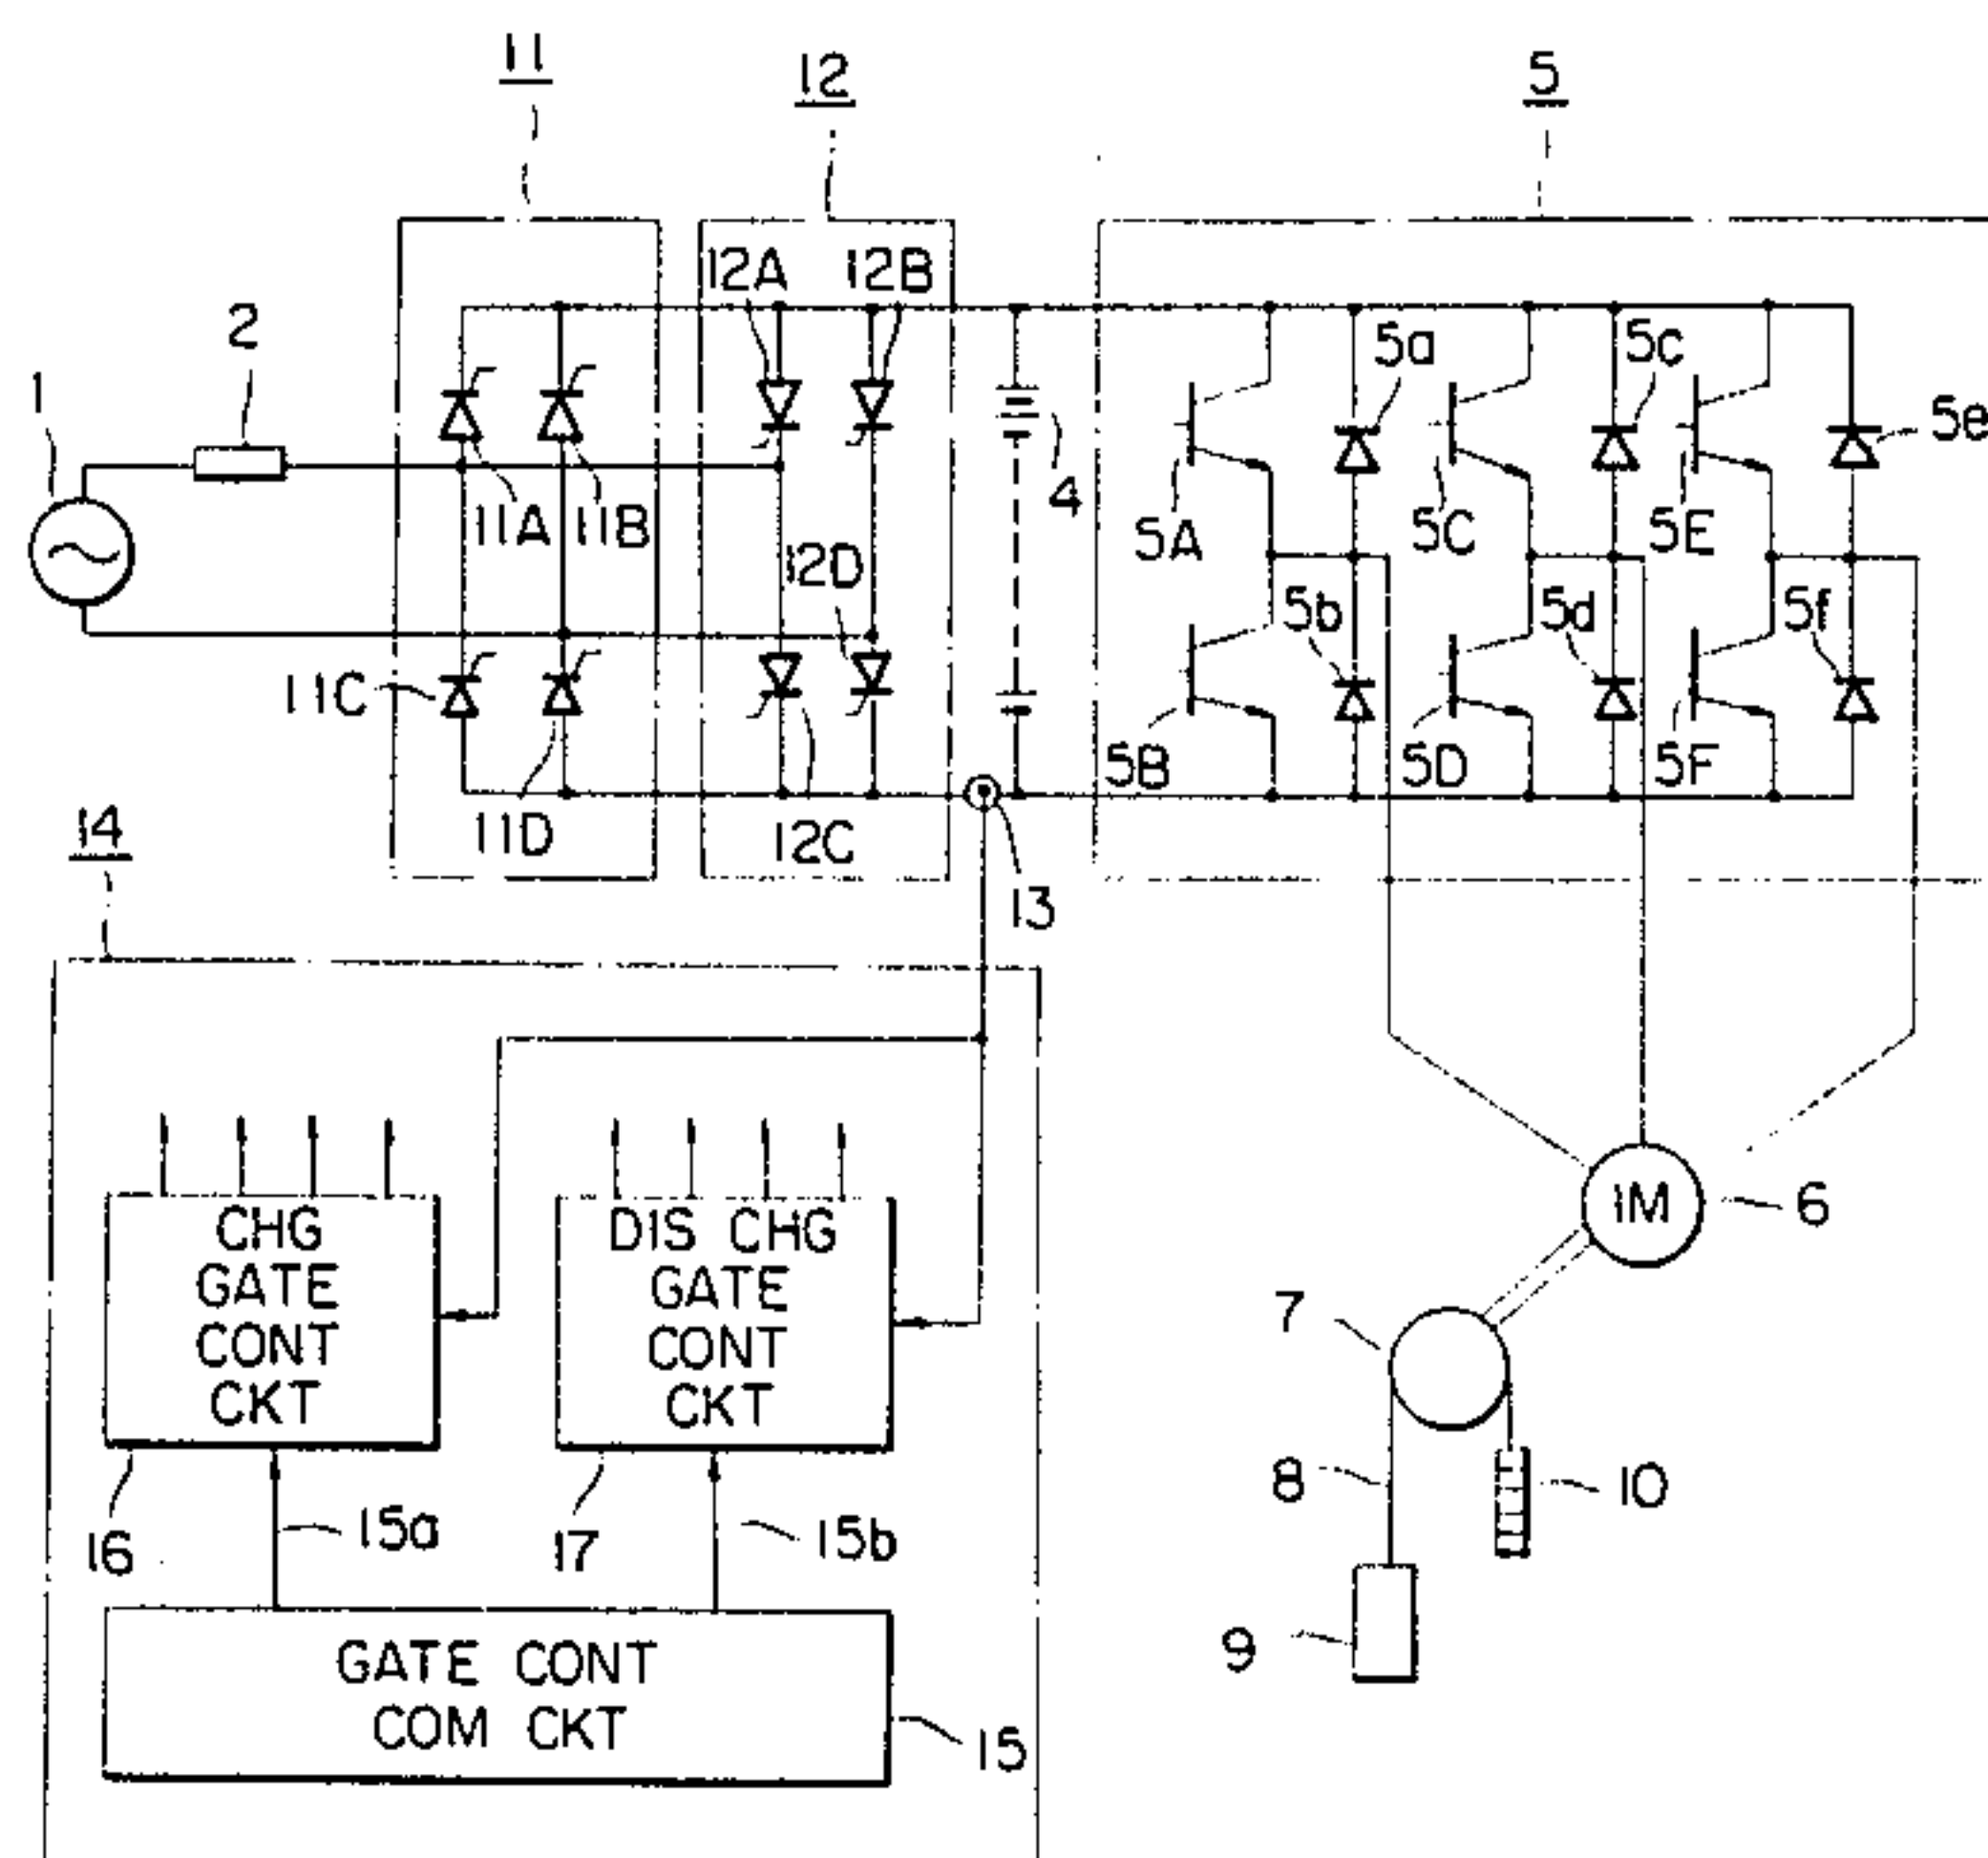 11
12
5
12A
12B
2
5a
5c
1
5e
4
11A
11B
5A
5C
5E
12D
5b
5d
5f
11C
5B
5D
5F
11D
12C
14
13
CHG
GATE
CONT
CKT
DIS CHG
GATE
CONT
CKT
IM
6
7
8
10
16
15a
17
15b
9
GATE CONT
COM CKT
15